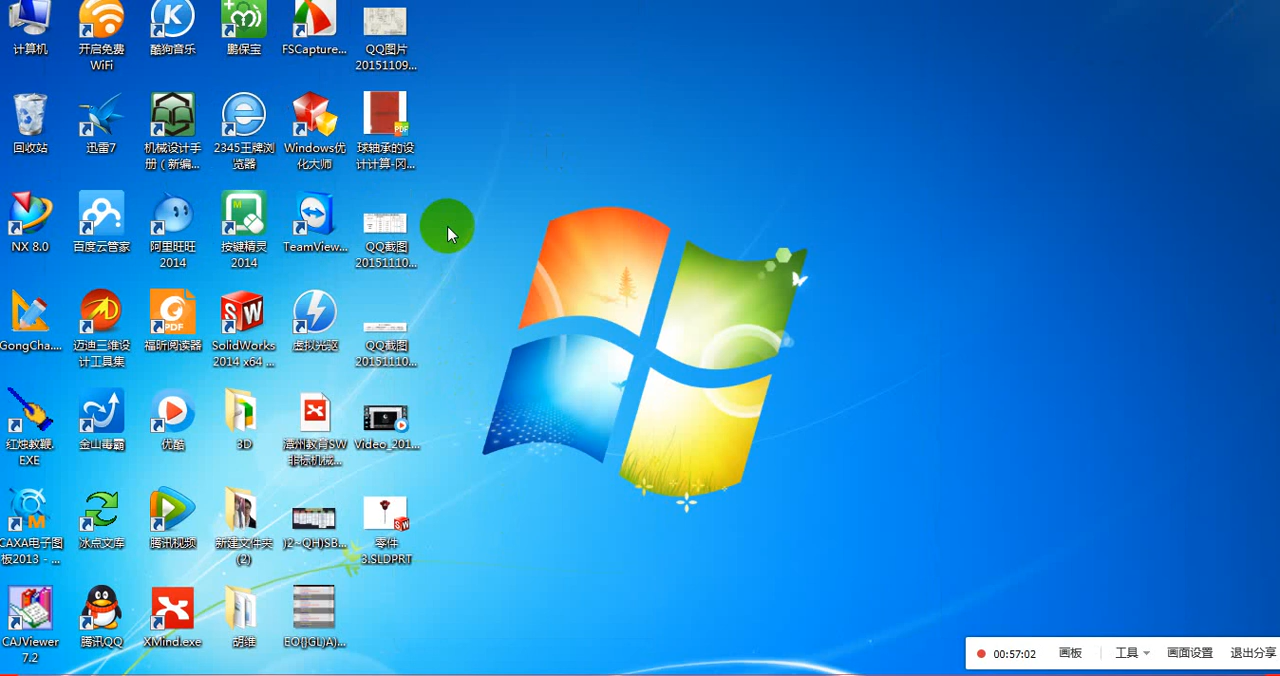 计算机
开启免费
WiFi
酷狗音乐
鹏保宝
FSCapture...
QQ图片
20151109...
回收站
迅雷7
机械设计手
册（新编...
2345王牌浏
览器
Windows优
化大师
球轴承的设
计计算-冈...
NX 8.0
百度云管家
阿里旺旺
2014
按键精灵
2014
TeamView...
QQ截图
20151110...
GongCha....
迈迪三维设
计工具集
福昕阅读器
SolidWorks
2014 x64 ...
虚拟光驱
QQ截图
20151110...
红烛教鞭.
EXE
金山毒霸
优酷
3D
漳州教育SW
非标机械...
Video_201...
CAXA电子图
板2013 - ...
冰点文库
腾讯视频
新建文件夹
(2)
)2~QH)SB...
零件
3.SLDPRT
CAJViewer
7.2
腾讯QQ
XMind.exe
胡维
EO{)GL)A)...
00:57:02 画板 工具 画面设置 退出分享